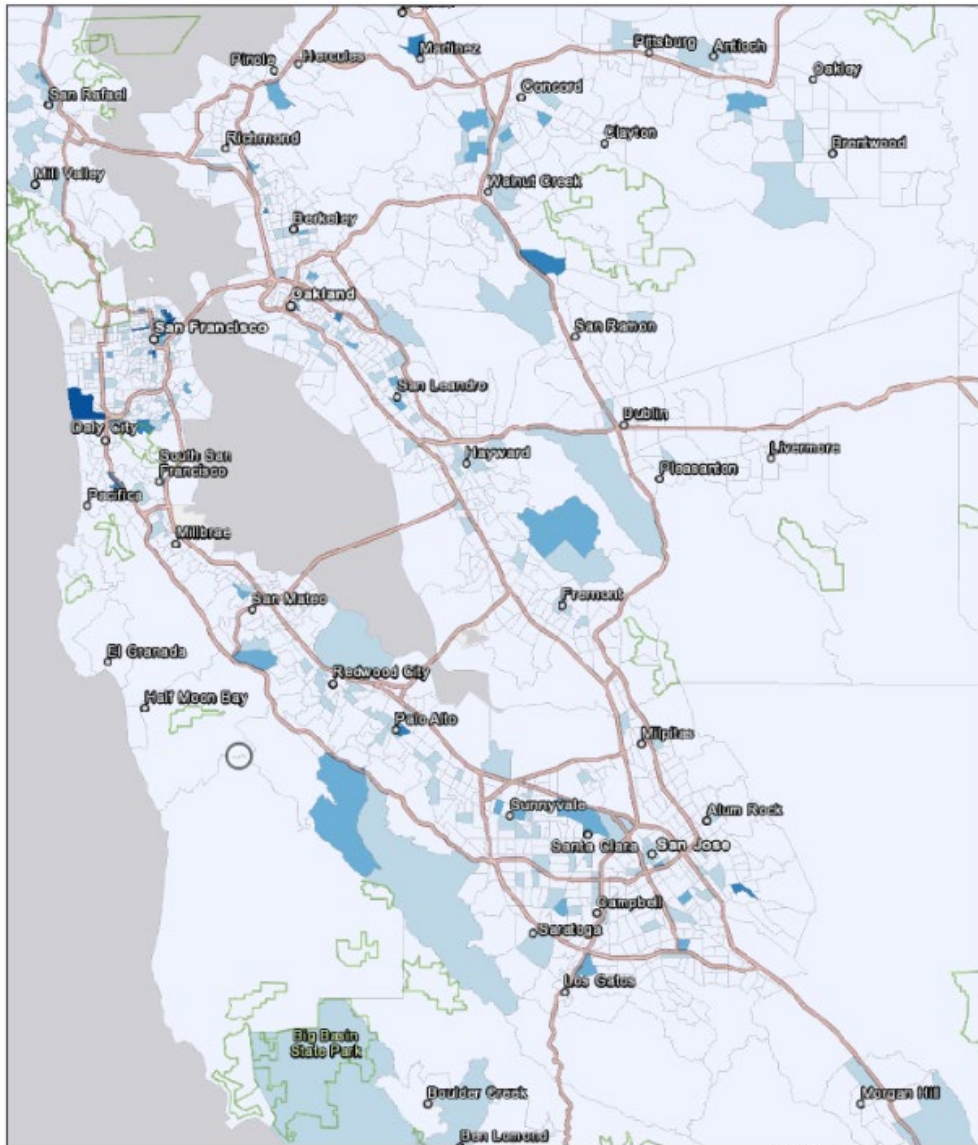 Martinez
Pinole
Hercules
Pittsburg
Antioch
Oakley
San Rafael
Concord
Richmond
Clayton
Brentwood
Mill Valley
Walnut Creek
Berkeley
Oakland
San Francisco
San Ramon
San Leandro
Daly City
Dublin
South San
Francisco
Hayward
Livermore
Pleasanton
Pacifica
Millbrae
San Mateo
Fremont
El Granada
Redwood City
Half Moon Bay
Palo Alto
Milpitas
Sunnyvale
Alum Rock
Santa Clara
San Jose
Campbell
Saratoga
Los Gatos
Big Basin
State Park
Boulder Creek
Morgan Hill
Ben Lomond